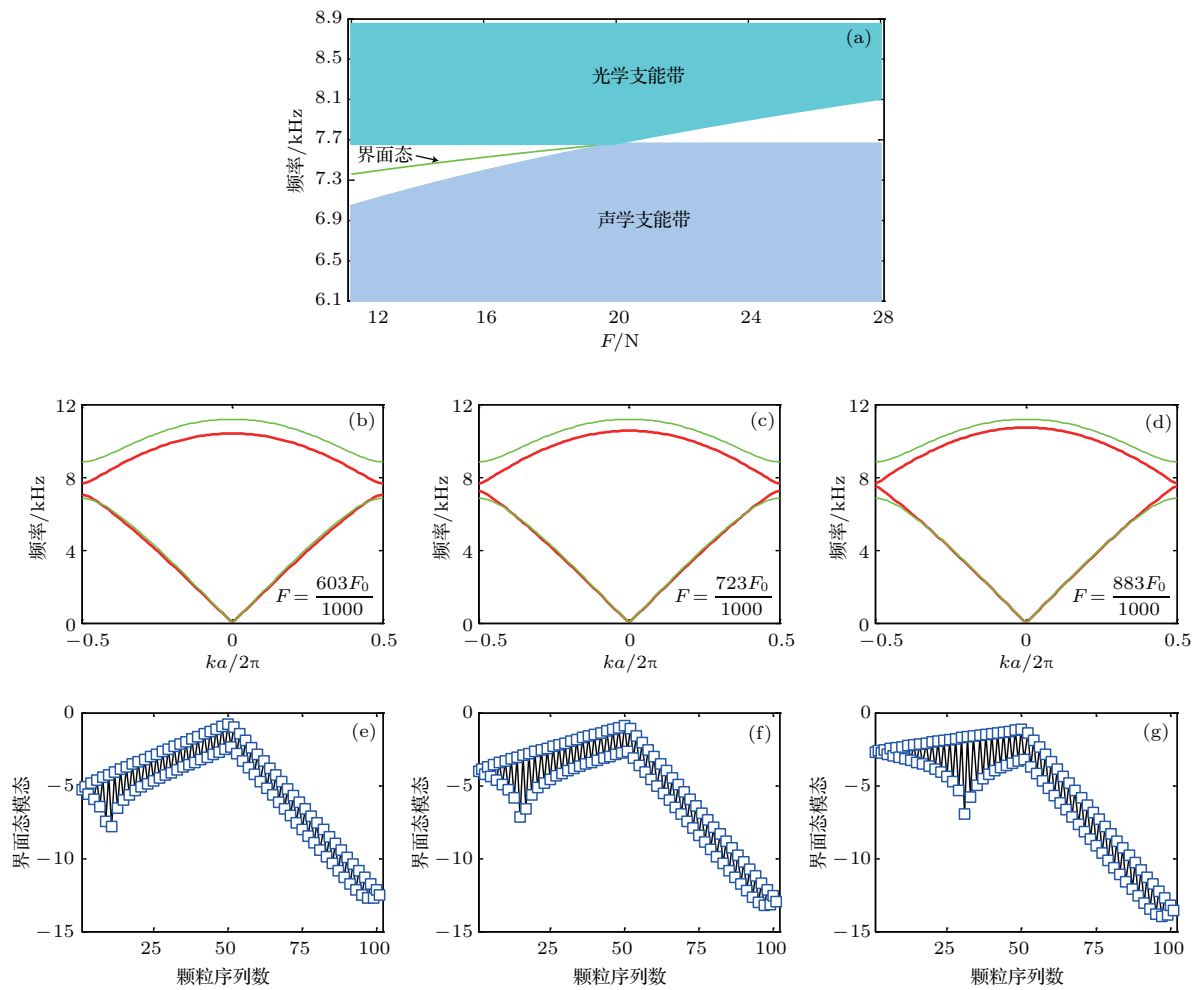 (a)
8.9
8.5
8.1
7.7
7.3
6.9
6.5
6.1
频率/kHz
光学支能带
界面态
声学支能带
12 16 20 24 28
F/N
(b)
12
8
4
0
频率/kHz
F = 603F₀/1000
−0.5 0 0.5
ka/2π
(c)
12
8
4
0
频率/kHz
F = 723F₀/1000
−0.5 0 0.5
ka/2π
(d)
12
8
4
0
频率/kHz
F = 883F₀/1000
−0.5 0 0.5
ka/2π
(e)
0
−5
−10
−15
界面态模态
25 50 75 100
颗粒序列数
(f)
0
−5
−10
−15
界面态模态
25 50 75 100
颗粒序列数
(g)
0
−5
−10
−15
界面态模态
25 50 75 100
颗粒序列数